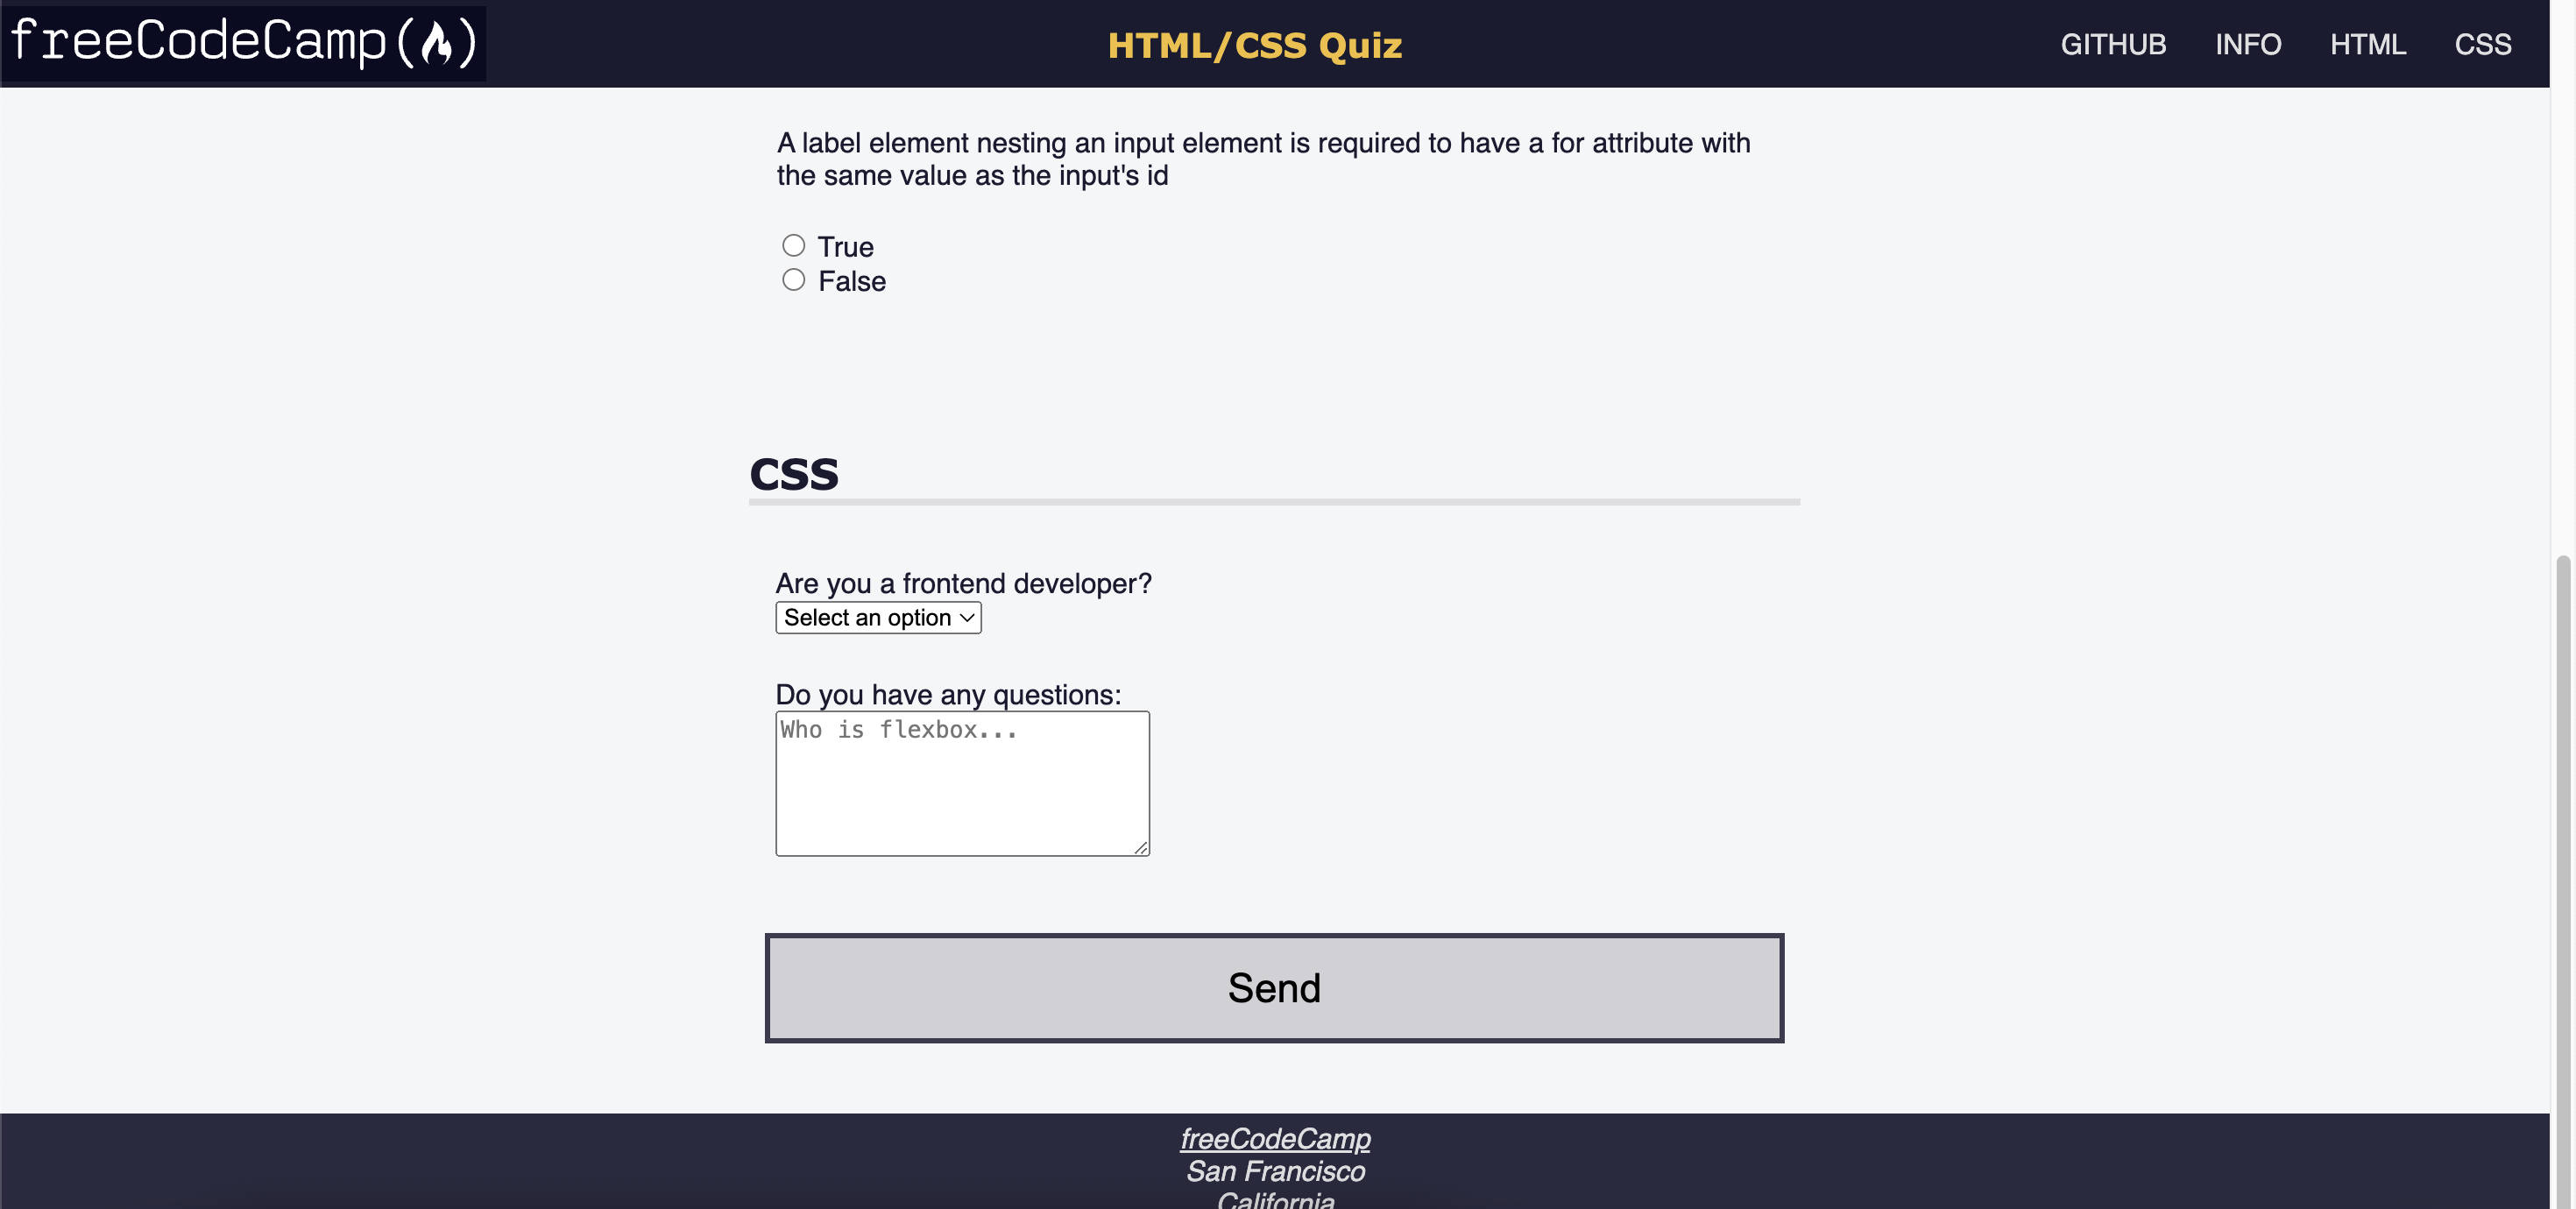 freeCodeCamp(🔥)
HTML/CSS Quiz
GITHUB INFO HTML CSS
A label element nesting an input element is required to have a for attribute with
the same value as the input's id
True
False
CSS
Are you a frontend developer?
Select an option
Do you have any questions:
Who is flexbox...
Send
freeCodeCamp
San Francisco
California